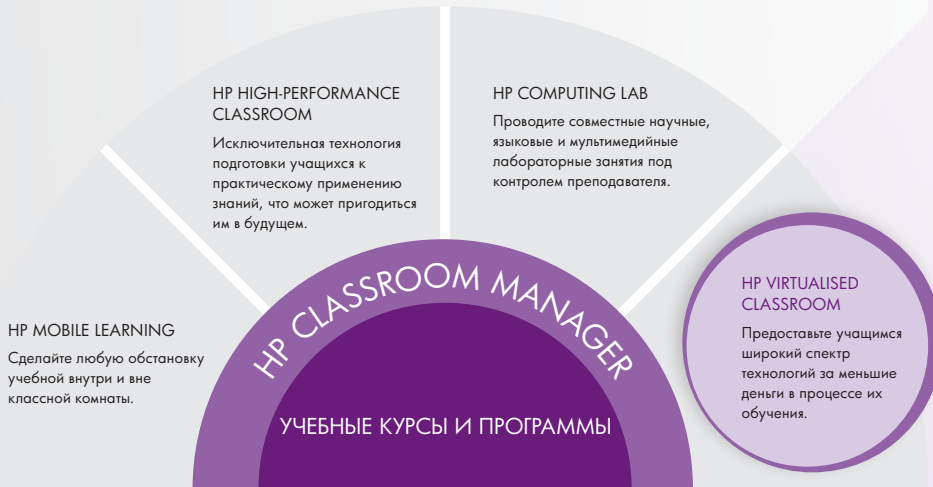 HP HIGH-PERFORMANCE
CLASSROOM
Исключительная технология
подготовки учащихся к
практическому применению
знаний, что может пригодиться
им в будущем.
HP COMPUTING LAB
Проводите совместные научные,
языковые и мультимедийные
лабораторные занятия под
контролем преподавателя.
HP MOBILE LEARNING
Сделайте любую обстановку
учебной внутри и вне
классной комнаты.
HP CLASSROOM MANAGER
УЧЕБНЫЕ КУРСЫ И ПРОГРАММЫ
HP VIRTUALISED
CLASSROOM
Предоставьте учащимся
широкий спектр
технологий за меньшие
деньги в процессе их
обучения.